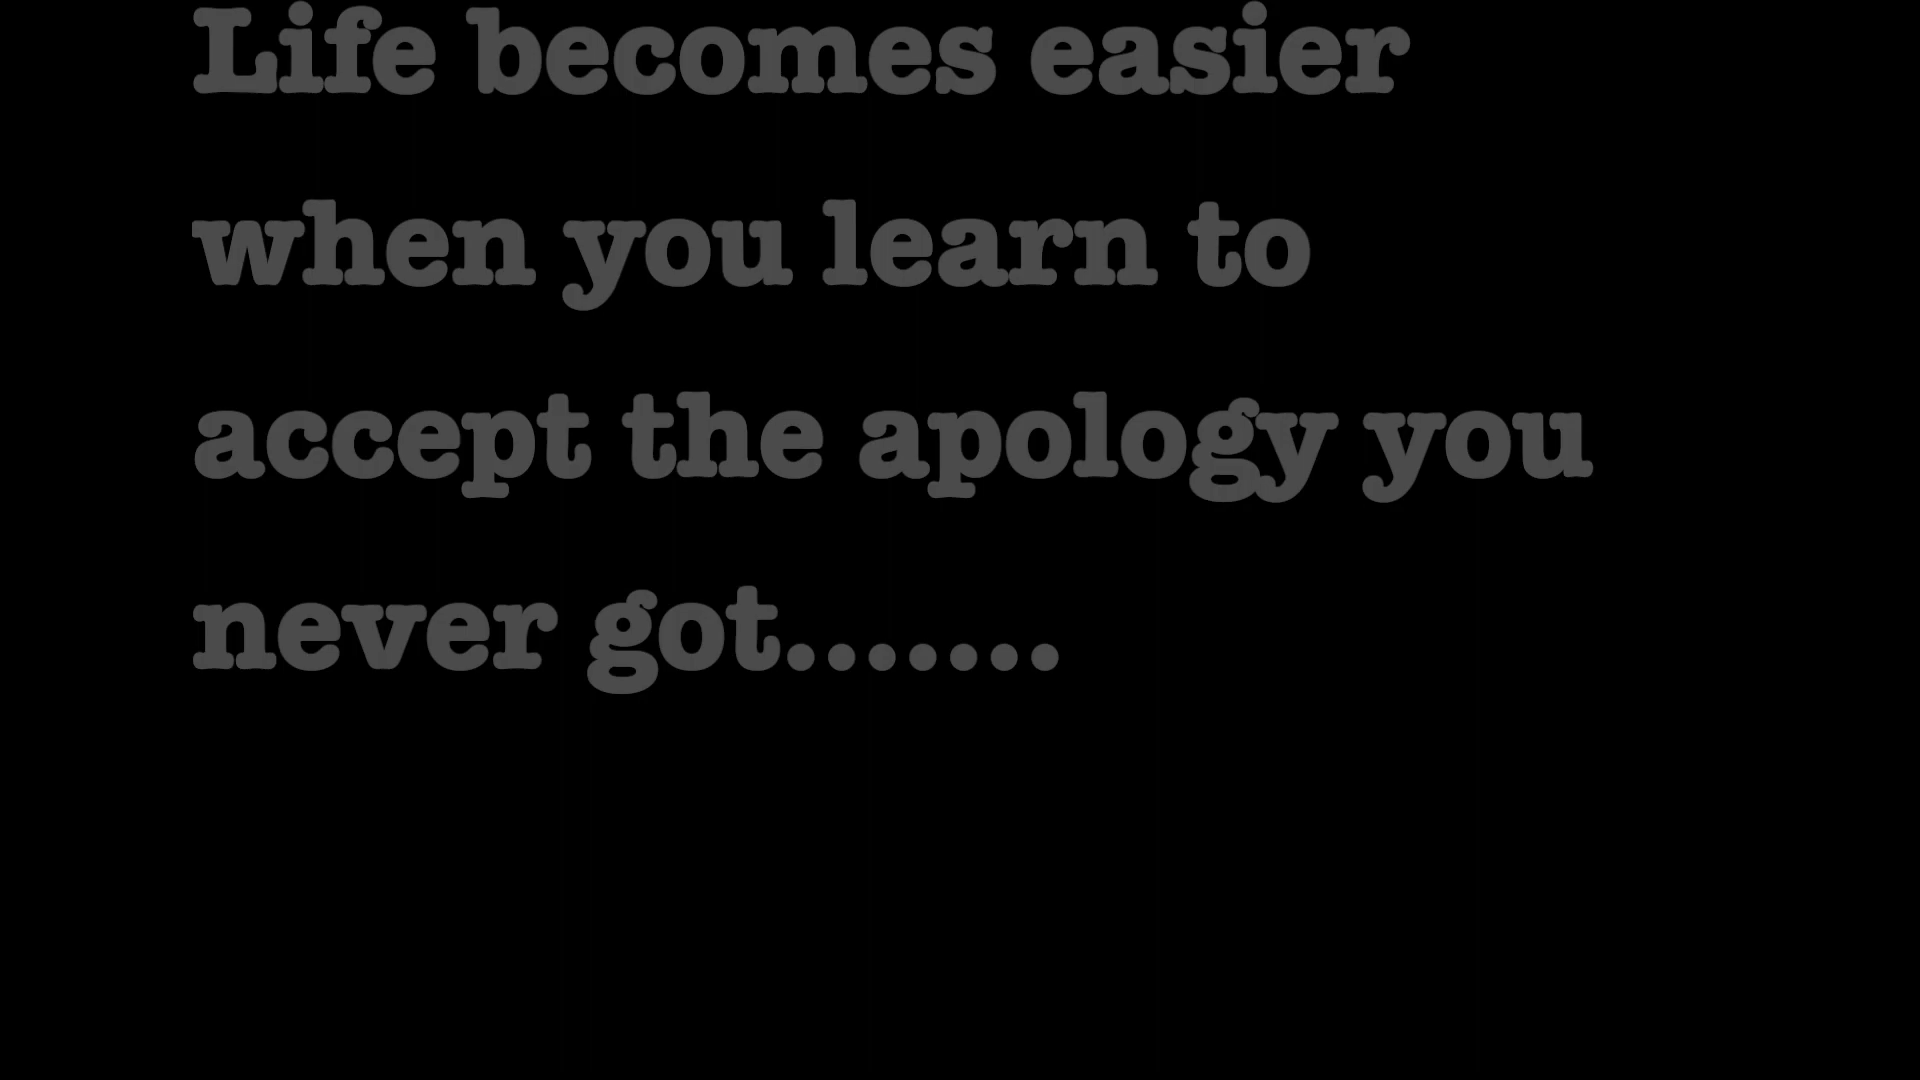 Life becomes easier
when you learn to
accept the apology you
never got.......